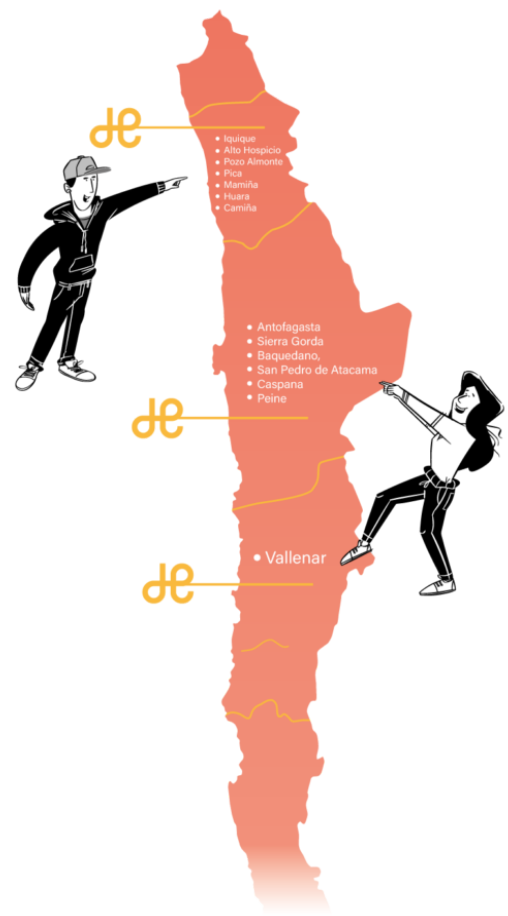 Iquique
Alto Hospicio
Pozo Almonte
Pica
Mamiña
Huara
Camiña
Antofagasta
Sierra Gorda
Baquedano,
San Pedro de Atacama
Caspana
Peine
Vallenar